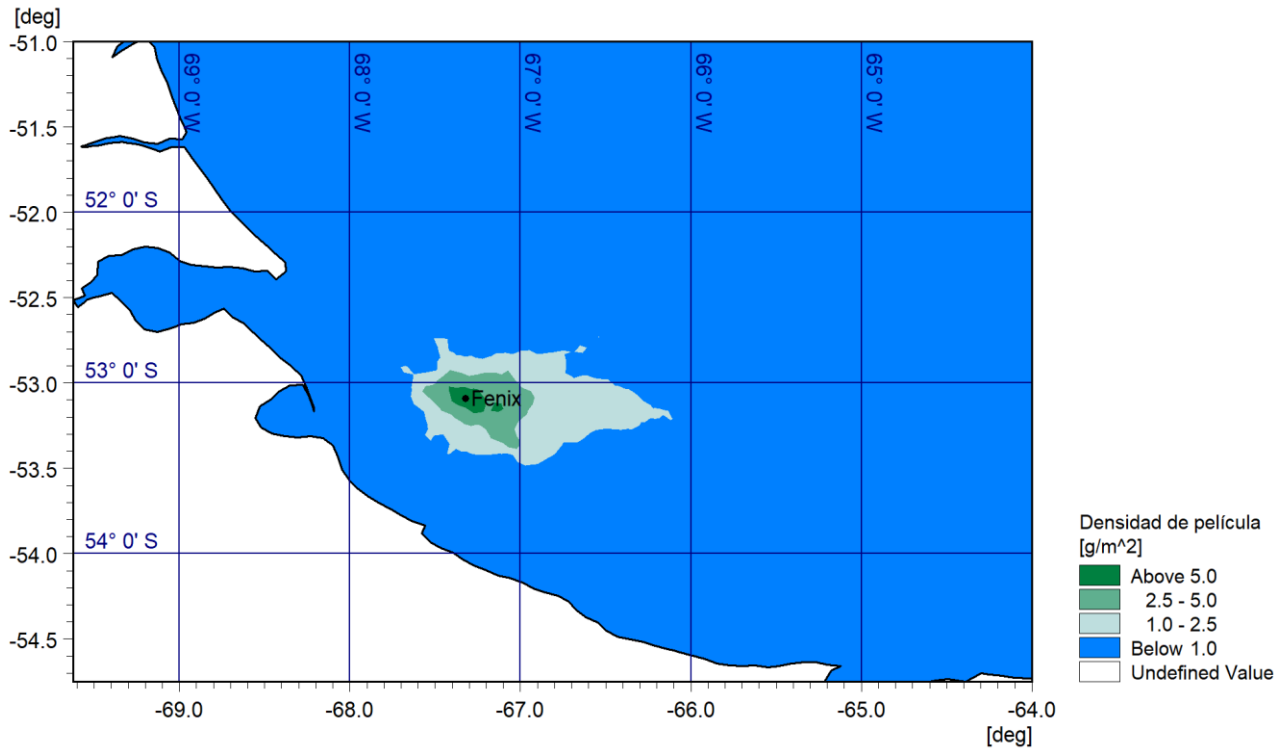 [deg]
-51.0
-51.5
-52.0
-52.5
-53.0
-53.5
-54.0
-54.5
69° 0' W
68° 0' W
67° 0' W
66° 0' W
65° 0' W
52° 0' S
53° 0' S
54° 0' S
Fenix
-69.0
-68.0
-67.0
-66.0
-65.0
-64.0
[deg]
Densidad de película
[g/m^2]
Above 5.0
2.5 - 5.0
1.0 - 2.5
Below 1.0
Undefined Value